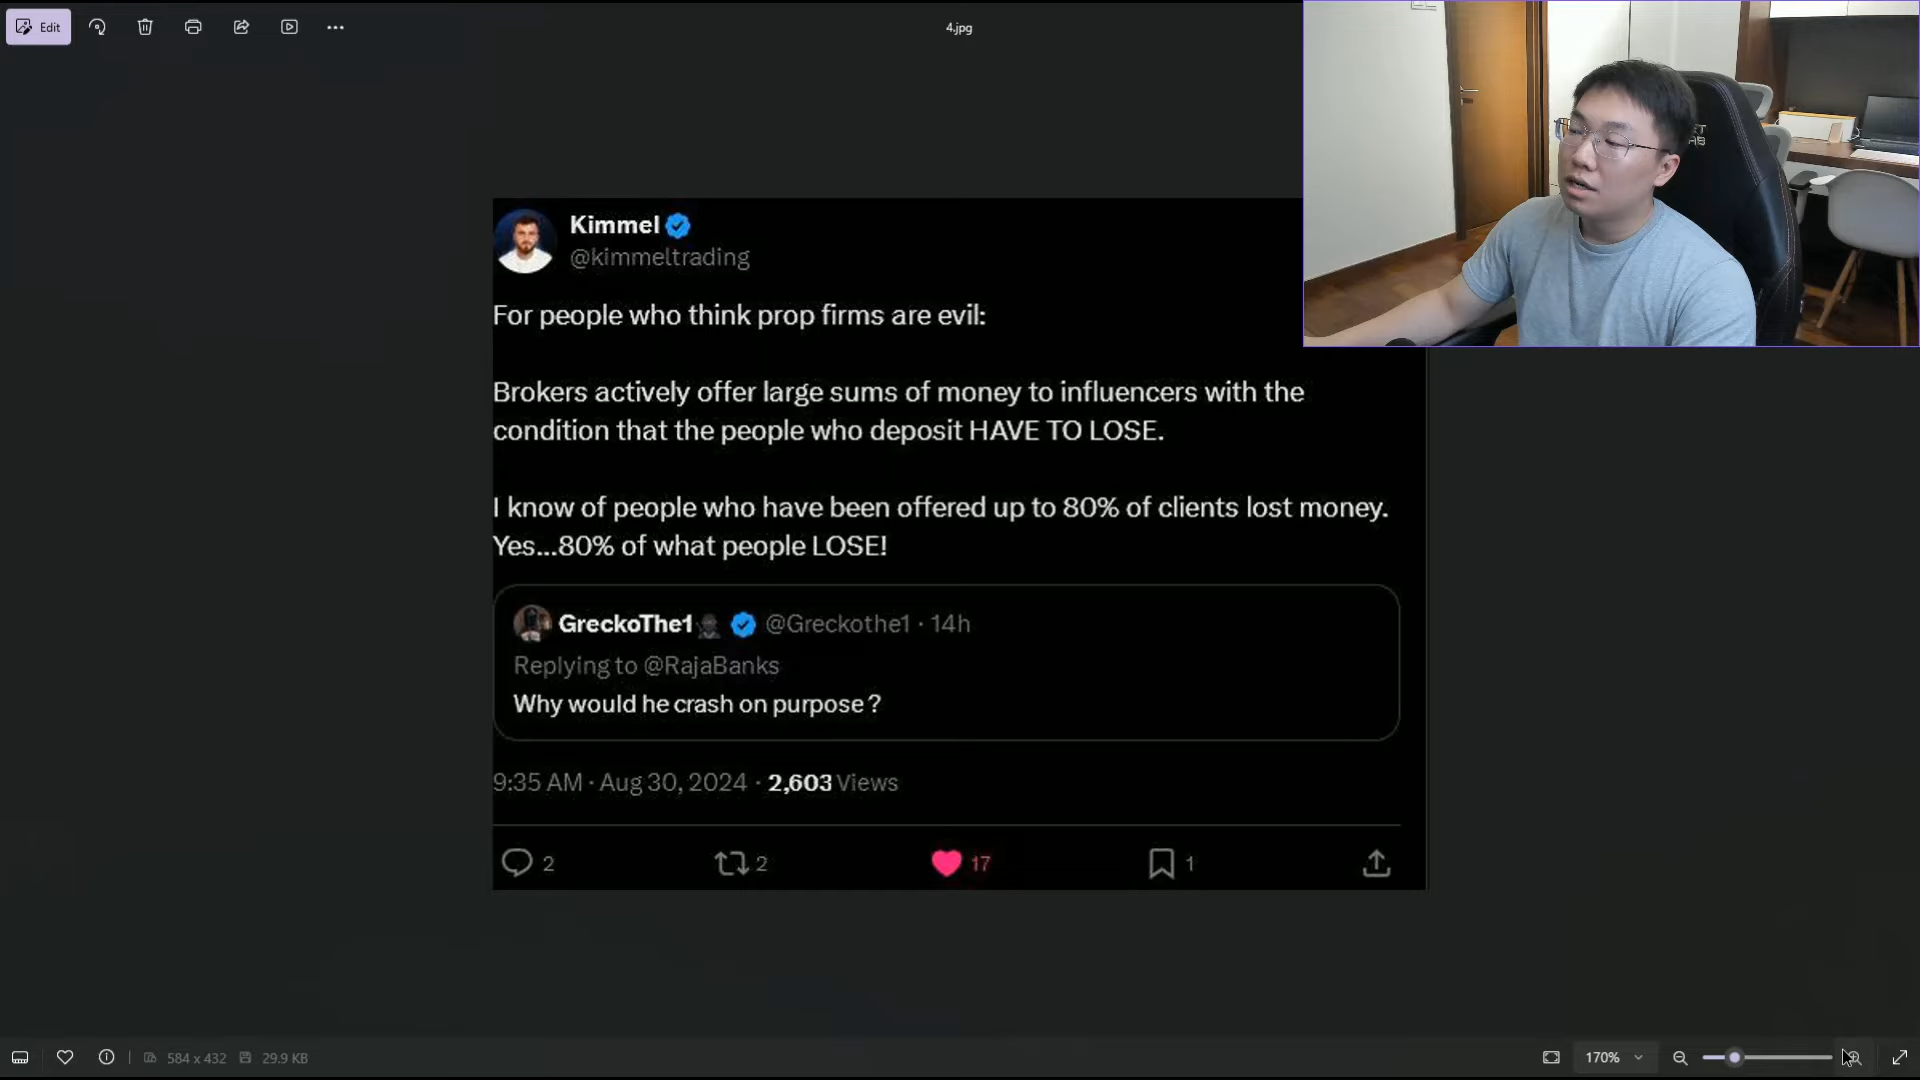 Edit
4.jpg
Kimmel
@kimmeltrading
For people who think prop firms are evil:
Brokers actively offer large sums of money to influencers with the
condition that the people who deposit HAVE TO LOSE.
I know of people who have been offered up to 80% of clients lost money.
Yes...80% of what people LOSE!
GreckoThe1 @Greckothe1 · 14h
Replying to @RajaBanks
Why would he crash on purpose ?
9:35 AM · Aug 30, 2024 · 2,603 Views
2 2 17 1
584 x 432 29.9 KB 170%